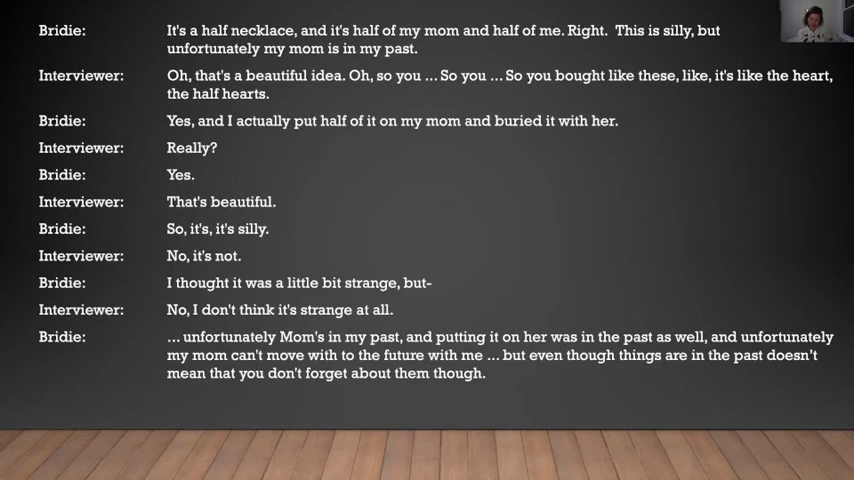 Bridie: It's a half necklace, and it's half of my mom and half of me. Right.  This is silly, but
unfortunately my mom is in my past.
Interviewer: Oh, that's a beautiful idea. Oh, so you ... So you ... So you bought like these, like, it's like the heart,
the half hearts.
Bridie: Yes, and I actually put half of it on my mom and buried it with her.
Interviewer: Really?
Bridie: Yes.
Interviewer: That's beautiful.
Bridie: So, it's, it's silly.
Interviewer: No, it's not.
Bridie: I thought it was a little bit strange, but-
Interviewer: No, I don't think it's strange at all.
Bridie: ... unfortunately Mom's in my past, and putting it on her was in the past as well, and unfortunately
my mom can't move with to the future with me ... but even though things are in the past doesn't
mean that you don't forget about them though.